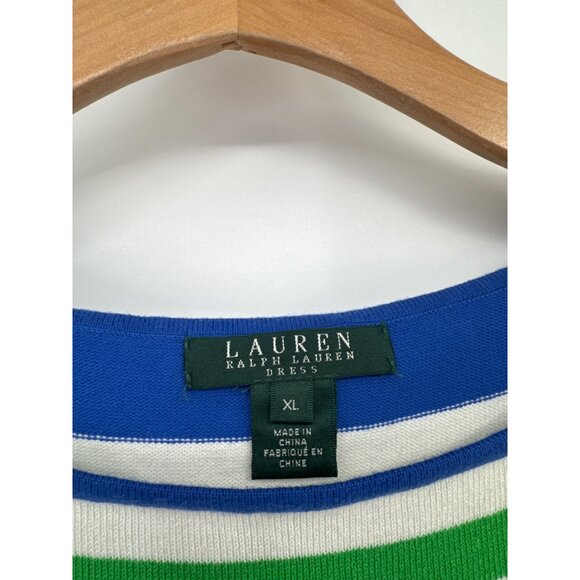 LAUREN
RALPH LAUREN
DRESS
XL
MADE IN
CHINA
FABRIQUÉ EN
CHINE